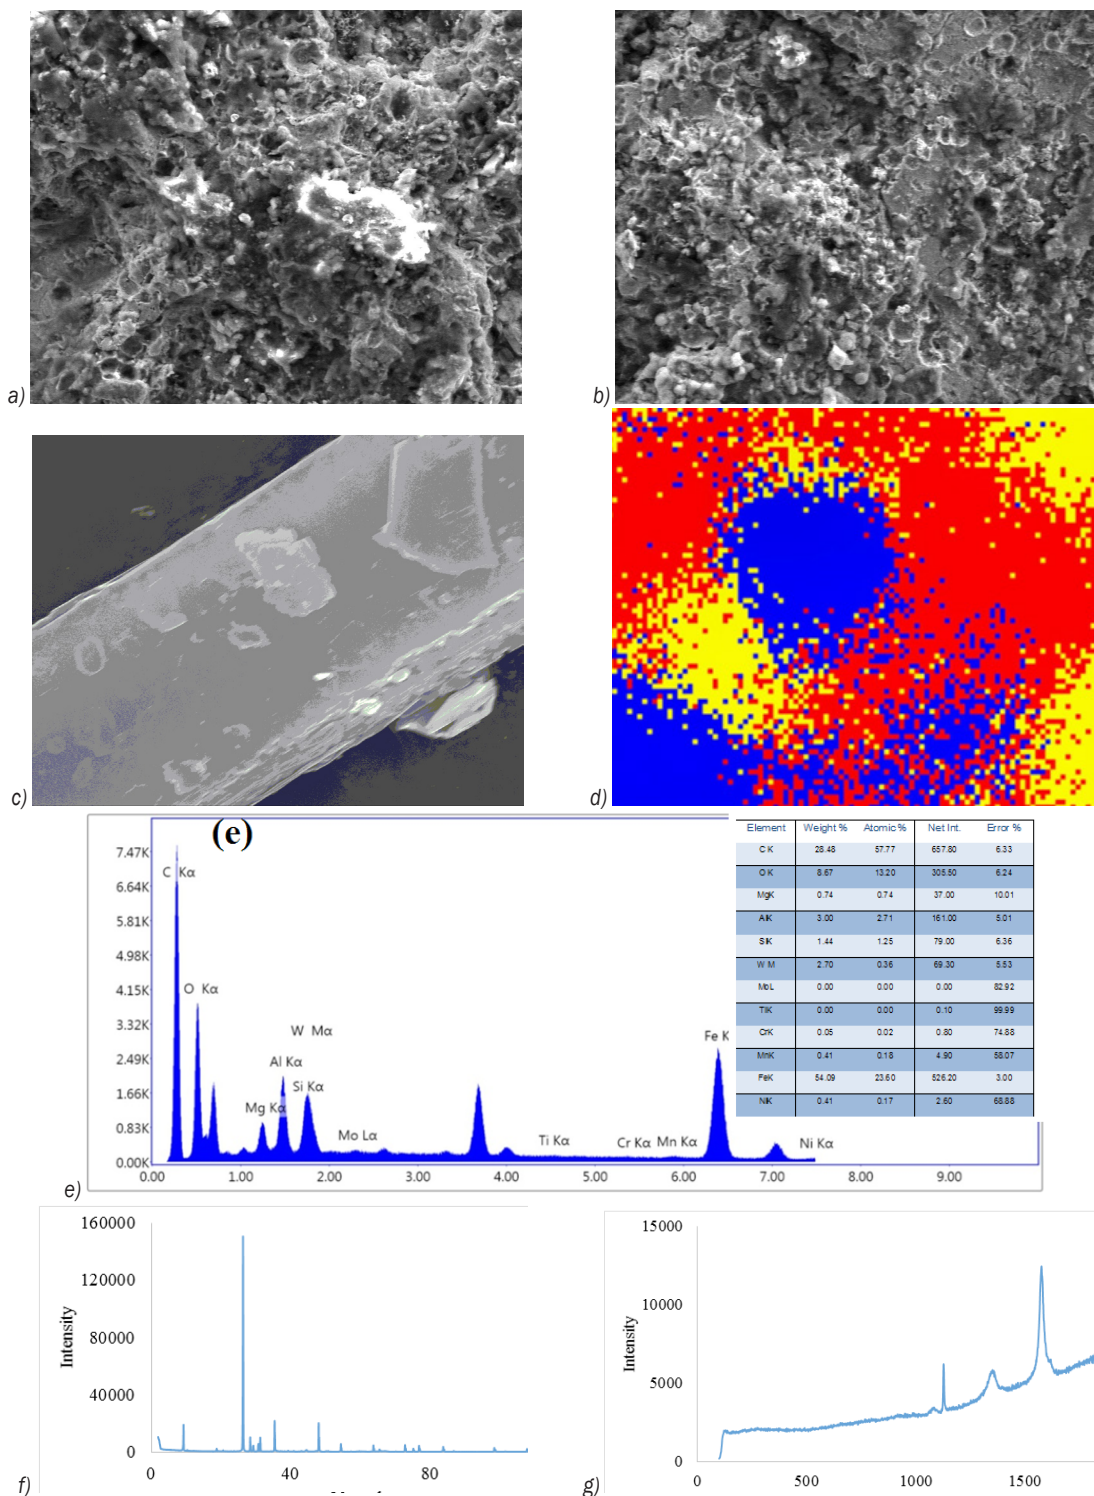 a)
b)
c)
d)
(e)
7.47K
6.64K
5.81K
4.98K
4.15K
3.32K
2.49K
1.66K
0.83K
0.00K
C Kα
O Kα
Mg Kα
Al Kα
W Mα
Si Kα
Mo Lα
Ti Kα
Cr Kα
Mn Kα
Fe K
Ni Kα
0.00 1.00 2.00 3.00 4.00 5.00 6.00 7.00 8.00 9.00
Element Weight % Atomic % Net Int. Error %
C K 28.48 57.77 657.80 6.33
O K 8.67 13.20 305.50 6.24
MgK 0.74 0.74 37.00 10.01
AlK 3.00 2.71 161.00 5.01
SiK 1.44 1.25 79.00 6.36
W M 2.70 0.36 69.30 5.53
MoL 0.00 0.00 0.00 82.92
TiK 0.00 0.00 0.10 99.99
CrK 0.05 0.02 0.80 74.88
MnK 0.41 0.18 4.90 58.07
FeK 54.09 23.60 526.20 3.00
NiK 0.41 0.17 2.60 68.88
e)
160000
120000
80000
40000
0
Intensity
0 40 80
f)
15000
10000
5000
0
Intensity
0 500 1000 1500
g)